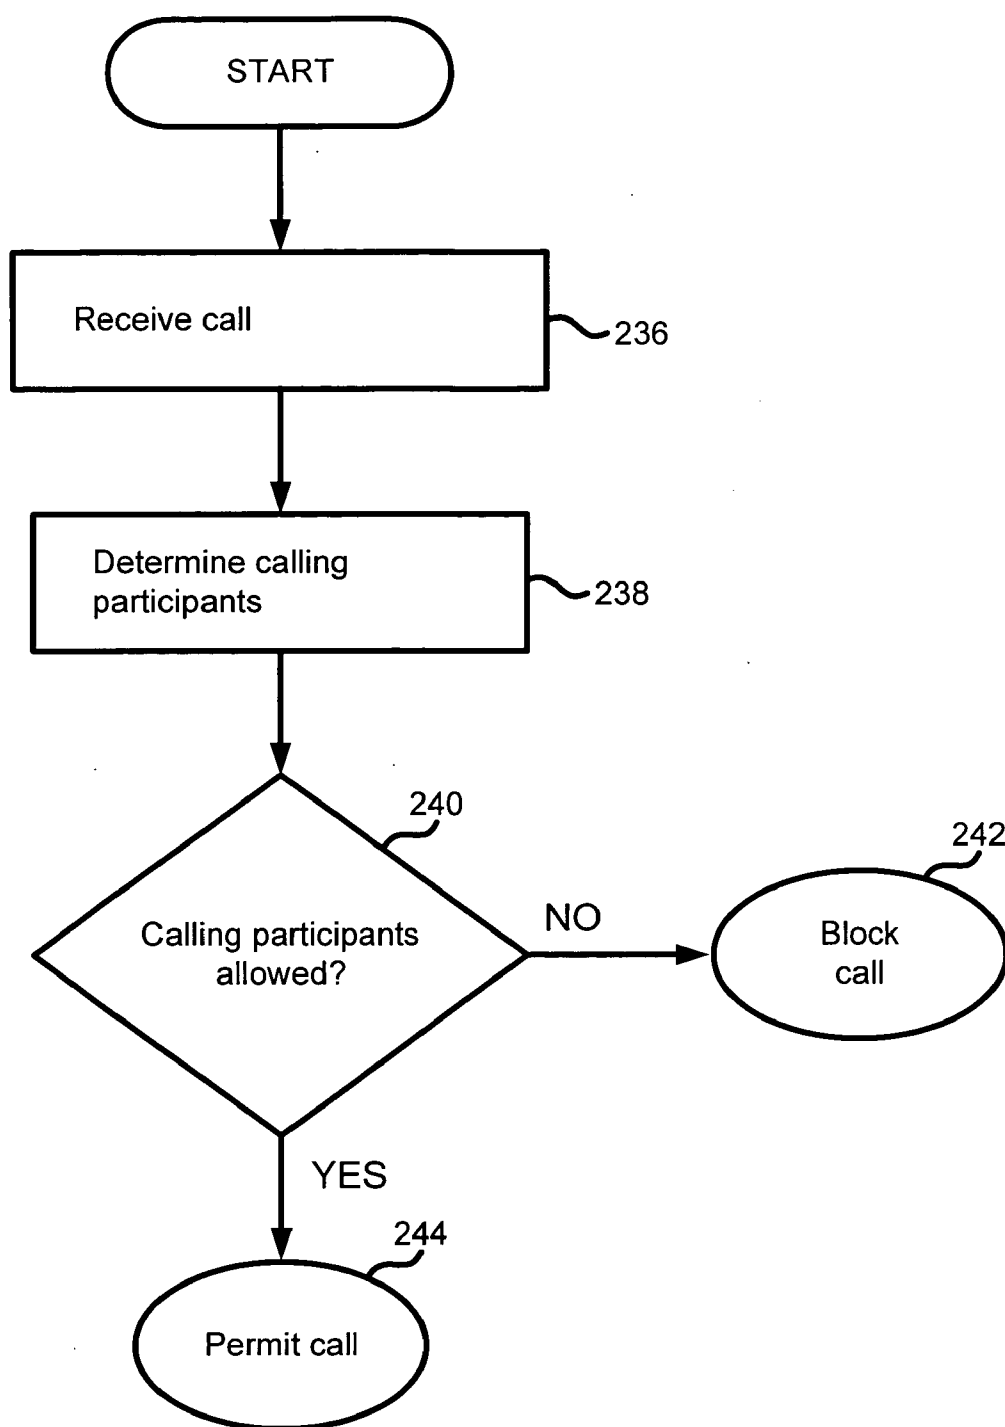 START
Receive call
236
Determine calling
participants
238
240
Calling participants
allowed?
NO
242
Block
call
YES
244
Permit call